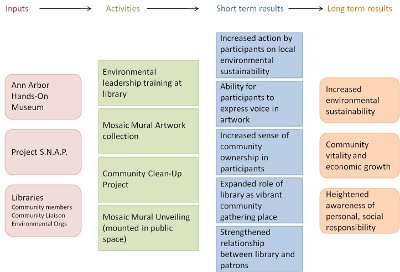 Inputs
Activities
Short term results
Long term results
Ann Arbor
Hands-On
Museum
Project S.N.A.P.
Libraries
Community members
Community Liaison
Environmental Orgs
Environmental
leadership training at
library
Mosaic Mural Artwork
collection
Community Clean-Up
Project
Mosaic Mural Unveiling
(mounted in public
space)
Increased action by
participants on local
environmental
sustainability
Ability for
participants to
express voice in
artwork
Increased sense of
community
ownership in
participants
Expanded role of
library as vibrant
community
gathering place
Strengthened
relationship
between library and
patrons
Increased
environmental
sustainability
Community
vitality and
economic growth
Heightened
awareness of
personal, social
responsibility